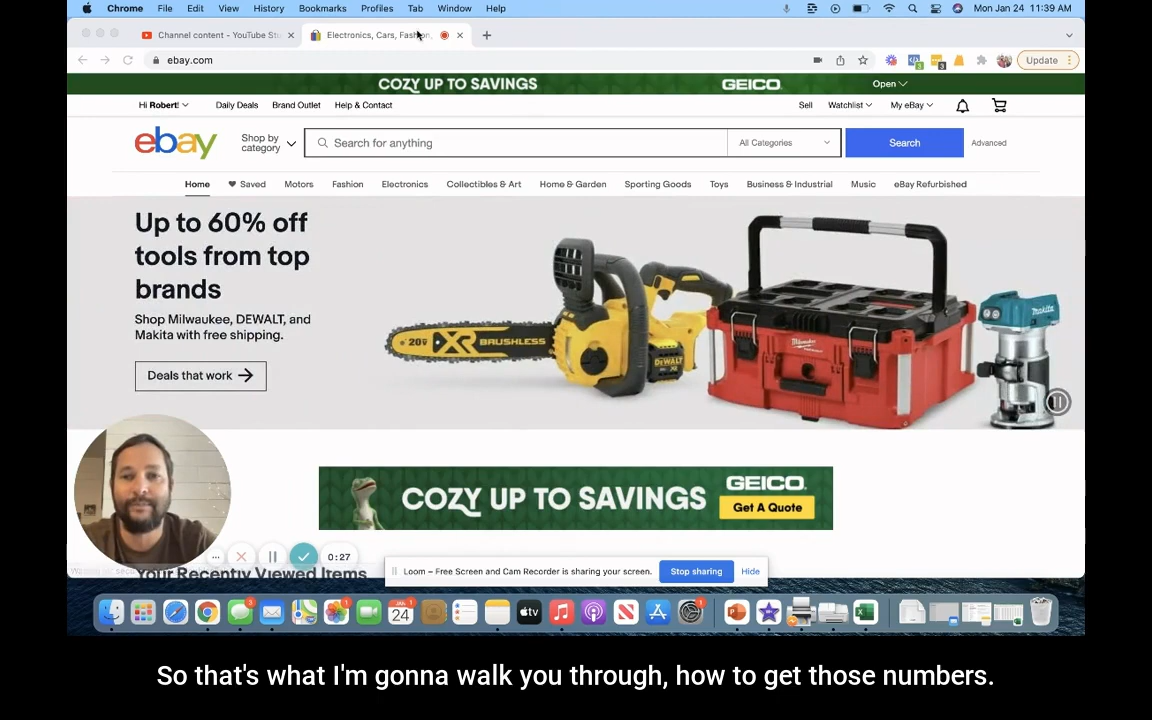 Chrome File Edit View History Bookmarks Profiles Tab Window Help Mon Jan 24 11:39 AM
Channel content - YouTube Stu Electronics, Cars, Fashion,
ebay.com Update
COZY UP TO SAVINGS GEICO Open
Hi Robert! Daily Deals Brand Outlet Help & Contact Sell Watchlist My eBay
ebay Shop by category Search for anything All Categories Search Advanced
Home Saved Motors Fashion Electronics Collectibles & Art Home & Garden Sporting Goods Toys Business & Industrial Music eBay Refurbished
Up to 60% off
tools from top
brands
Shop Milwaukee, DEWALT, and
Makita with free shipping.
Deals that work
20V XR BRUSHLESS
DEWALT
Milwaukee
makita
COZY UP TO SAVINGS GEICO
Get A Quote
0:27
Your Recently Viewed Items
Loom – Free Screen and Cam Recorder is sharing your screen. Stop sharing Hide
JAN 24
tv
So that's what I'm gonna walk you through, how to get those numbers.